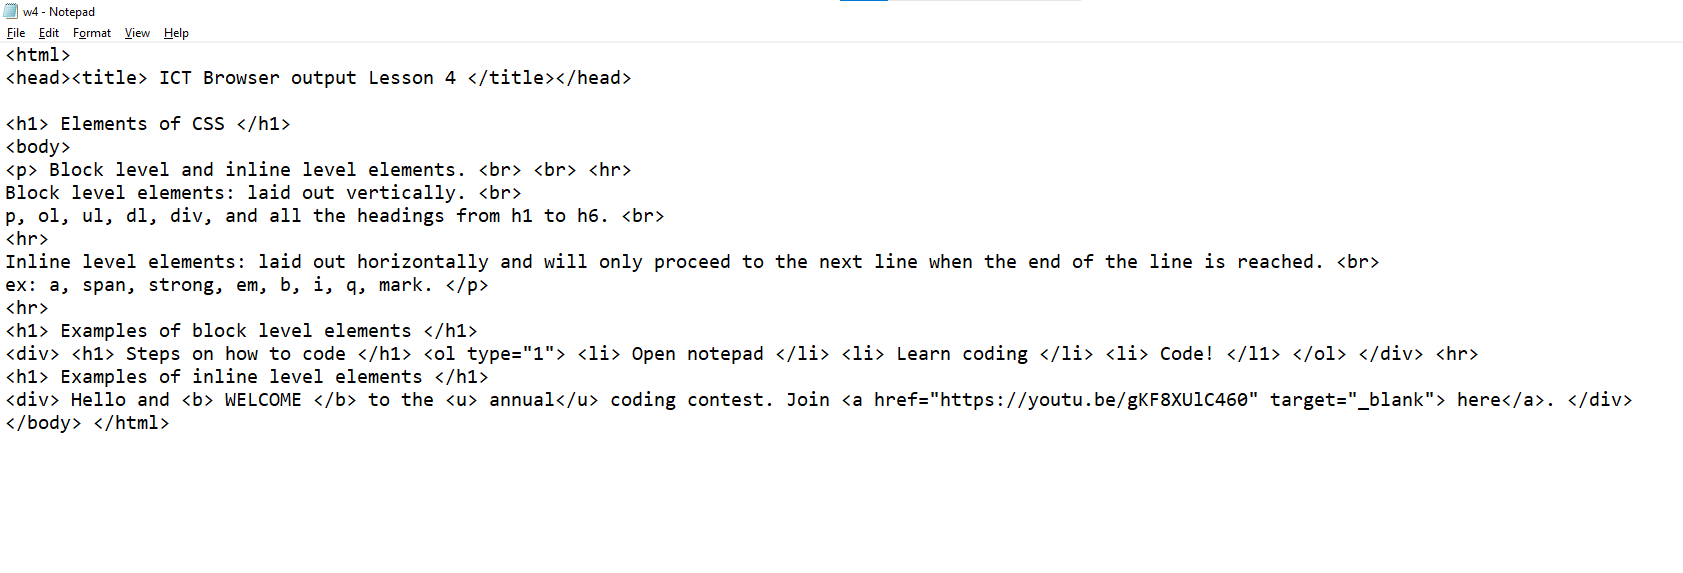 w4 - Notepad
File Edit Format View Help
<html>
<head><title> ICT Browser output Lesson 4 </title></head>
<h1> Elements of CSS </h1>
<body>
<p> Block level and inline level elements. <br> <br> <hr>
Block level elements: laid out vertically. <br>
p, ol, ul, dl, div, and all the headings from h1 to h6. <br>
<hr>
Inline level elements: laid out horizontally and will only proceed to the next line when the end of the line is reached. <br>
ex: a, span, strong, em, b, i, q, mark. </p>
<hr>
<h1> Examples of block level elements </h1>
<div> <h1> Steps on how to code </h1> <ol type="1"> <li> Open notepad </li> <li> Learn coding </li> <li> Code! </l1> </ol> </div> <hr>
<h1> Examples of inline level elements </h1>
<div> Hello and <b> WELCOME </b> to the <u> annual</u> coding contest. Join <a href="https://youtu.be/gKF8XUlC460" target="_blank"> here</a>. </div>
</body> </html>